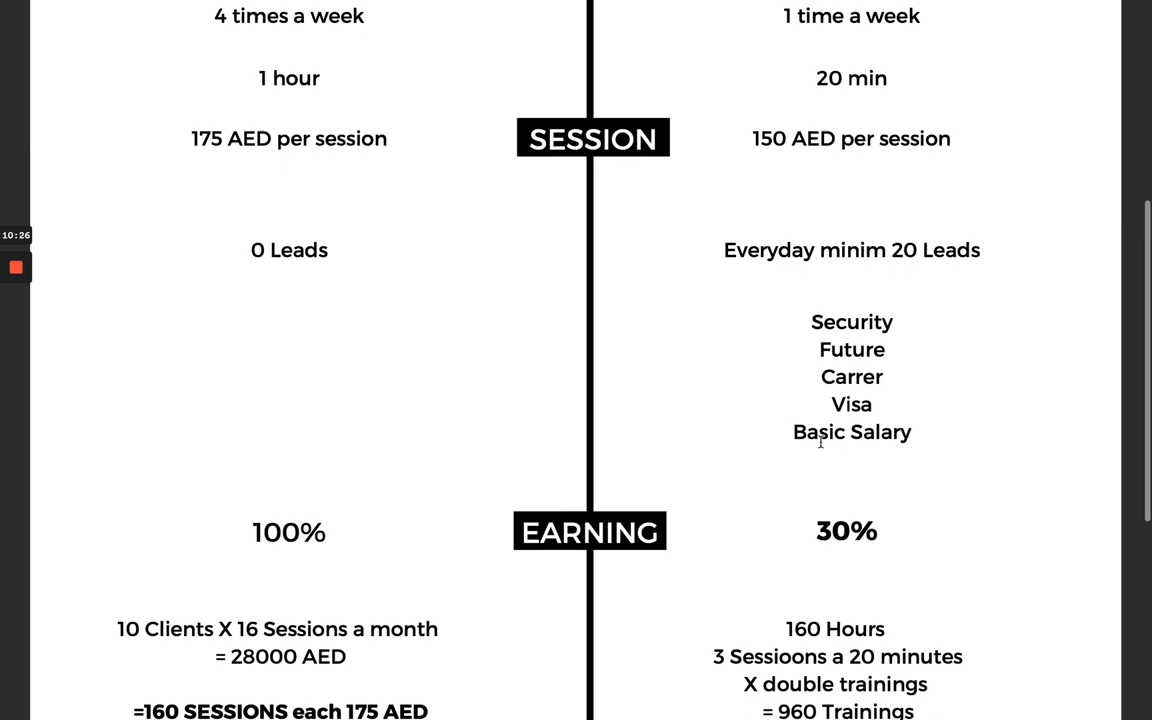 4 times a week
1 time a week
1 hour
20 min
175 AED per session
SESSION
150 AED per session
10:26
0 Leads
Everyday minim 20 Leads
Security
Future
Carrer
Visa
Basic Salary
100%
EARNING
30%
10 Clients X 16 Sessions a month
= 28000 AED
=160 SESSIONS each 175 AED
160 Hours
3 Sessioons a 20 minutes
X double trainings
= 960 Trainings